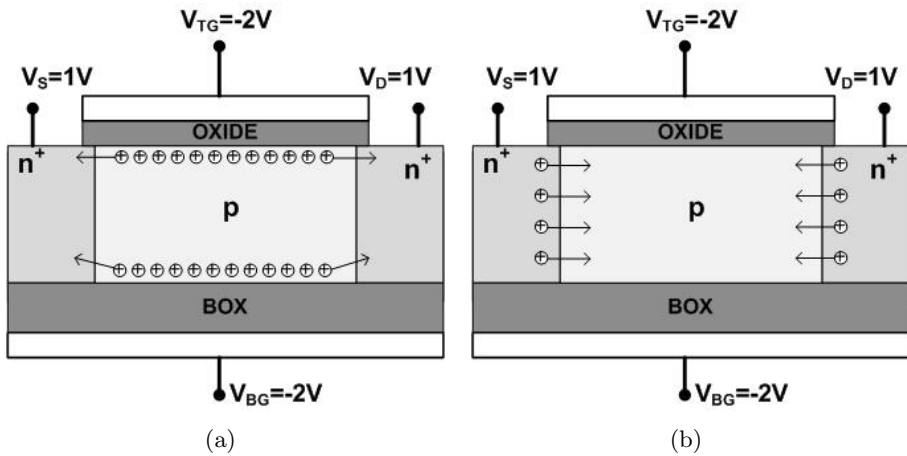 V_TG=-2V
V_S=1V
V_D=1V
OXIDE
n⁺
n⁺
p
BOX
V_BG=-2V
(a)
V_TG=-2V
V_S=1V
V_D=1V
OXIDE
n⁺
n⁺
p
BOX
V_BG=-2V
(b)